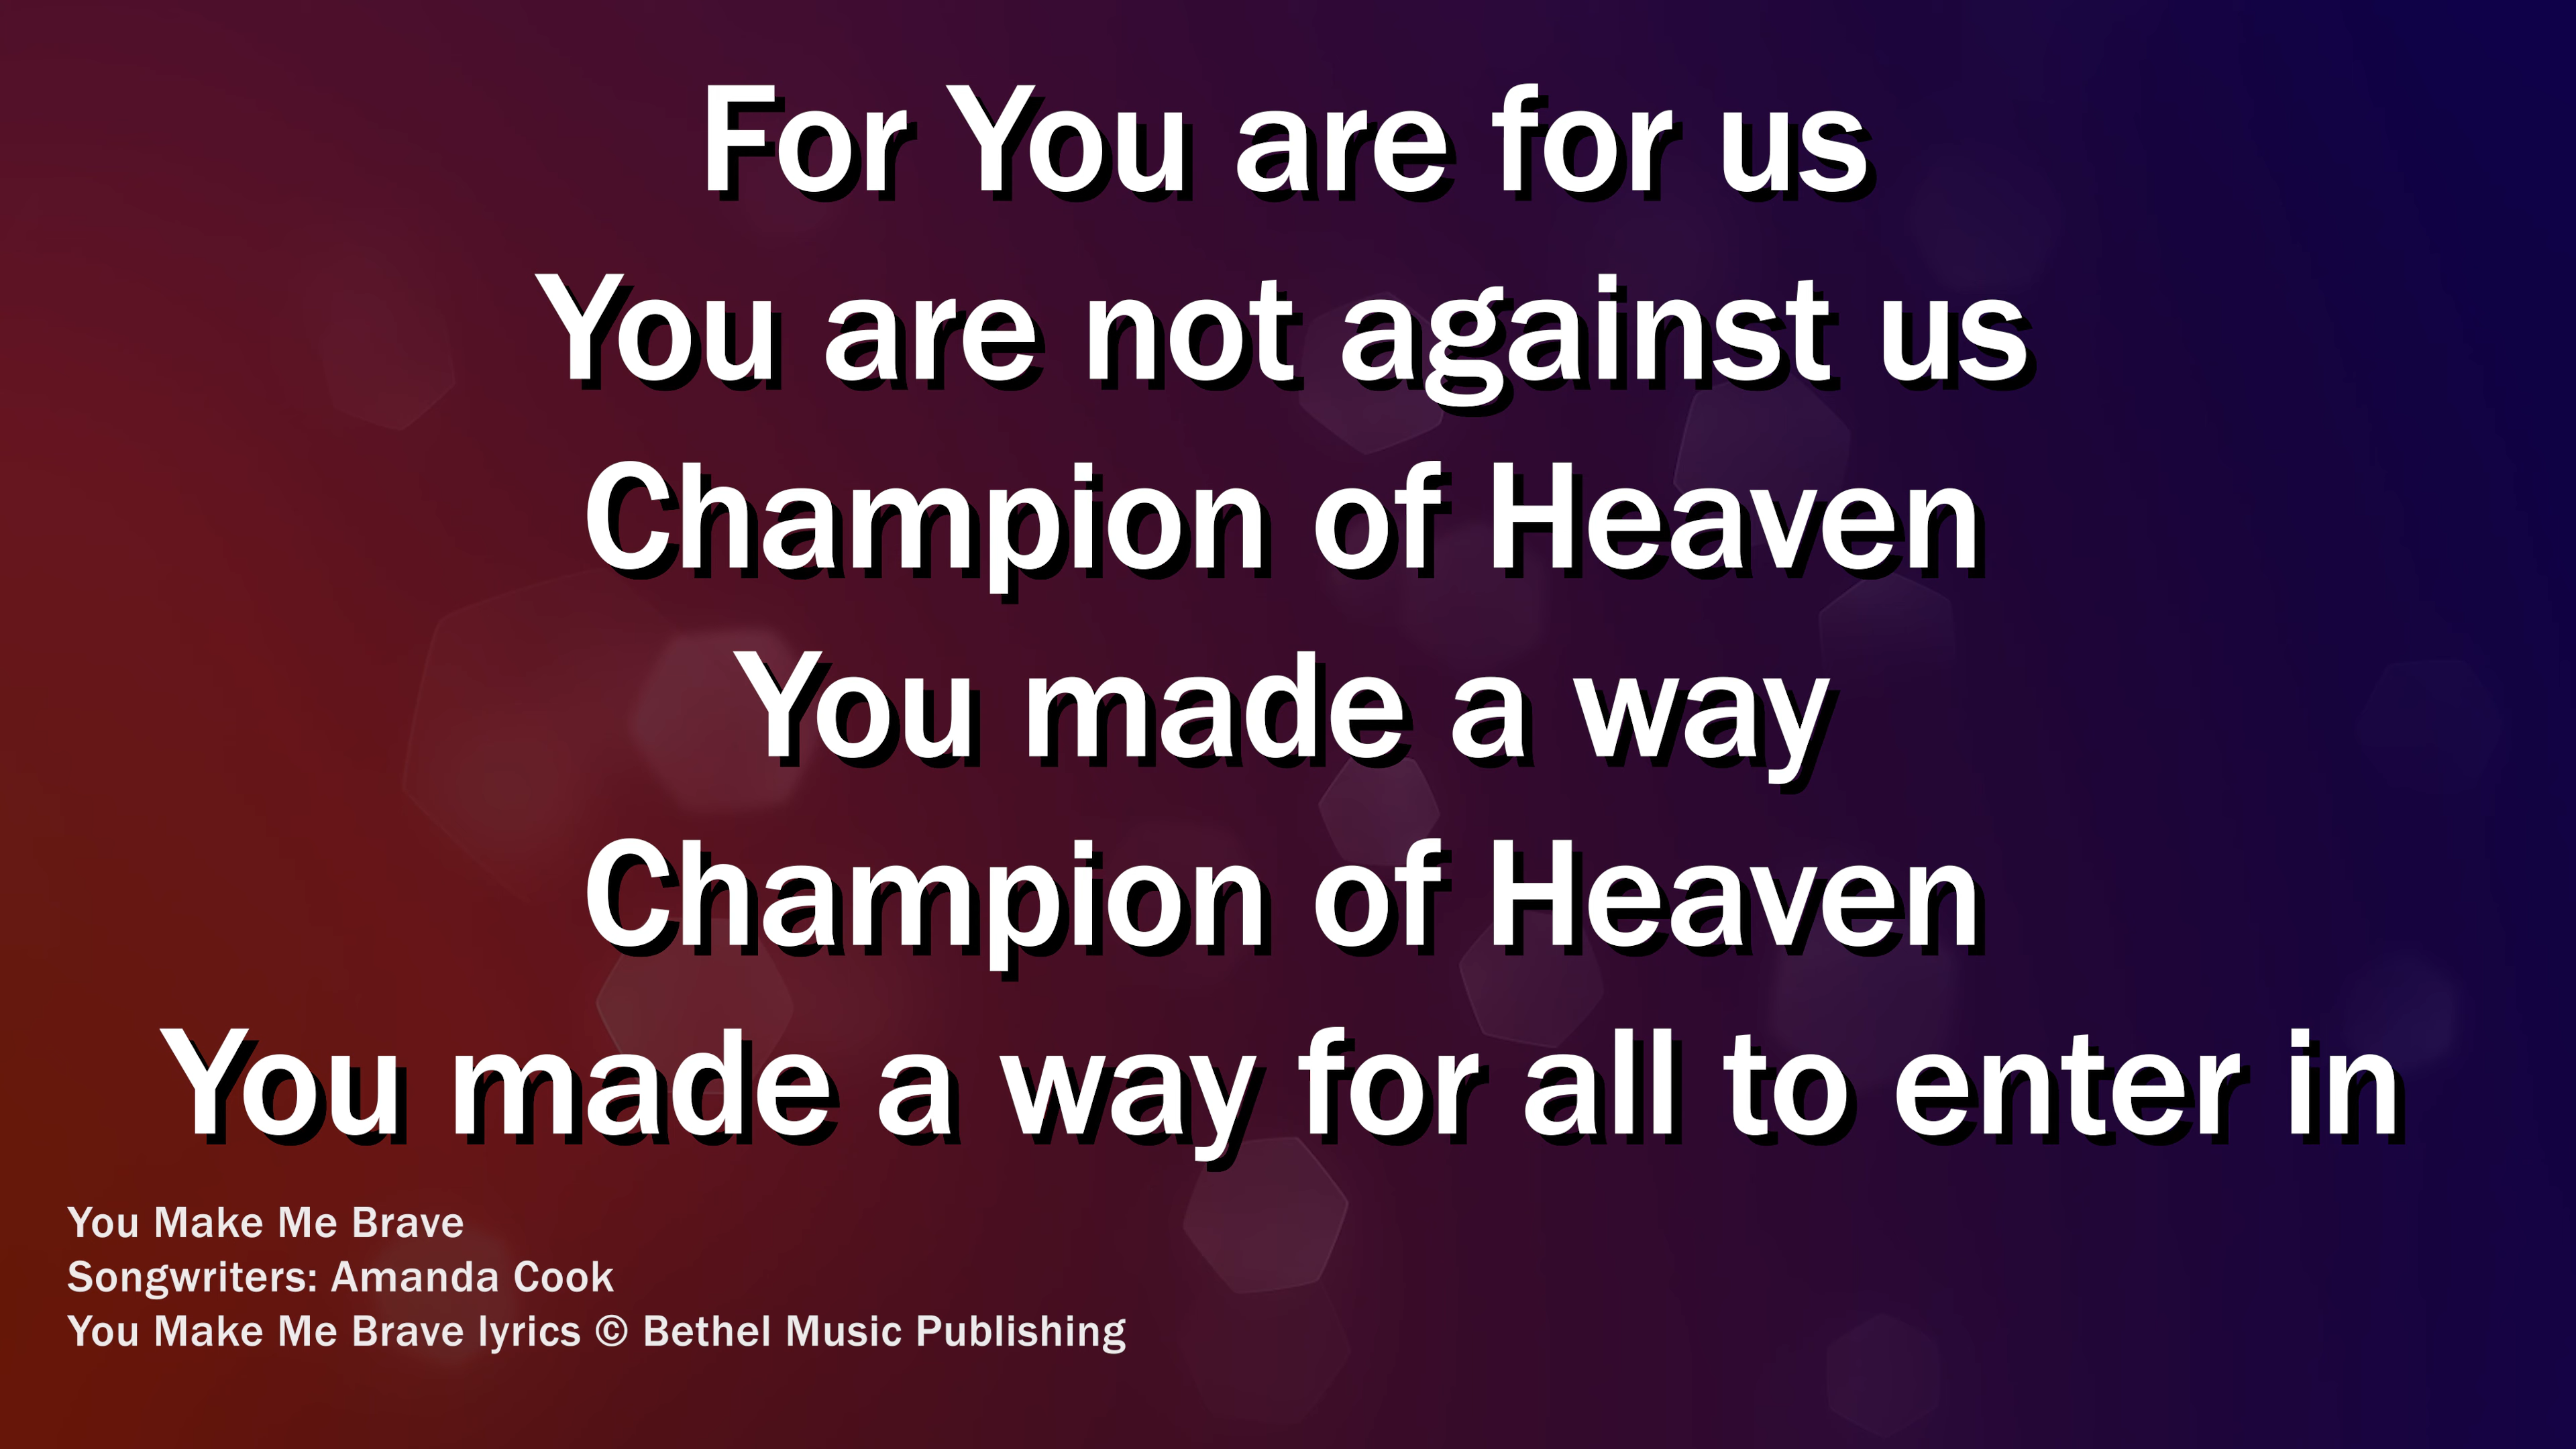 For You are for us
You are not against us
Champion of Heaven
You made a way
Champion of Heaven
You made a way for all to enter in
You Make Me Brave
Songwriters: Amanda Cook
You Make Me Brave lyrics © Bethel Music Publishing